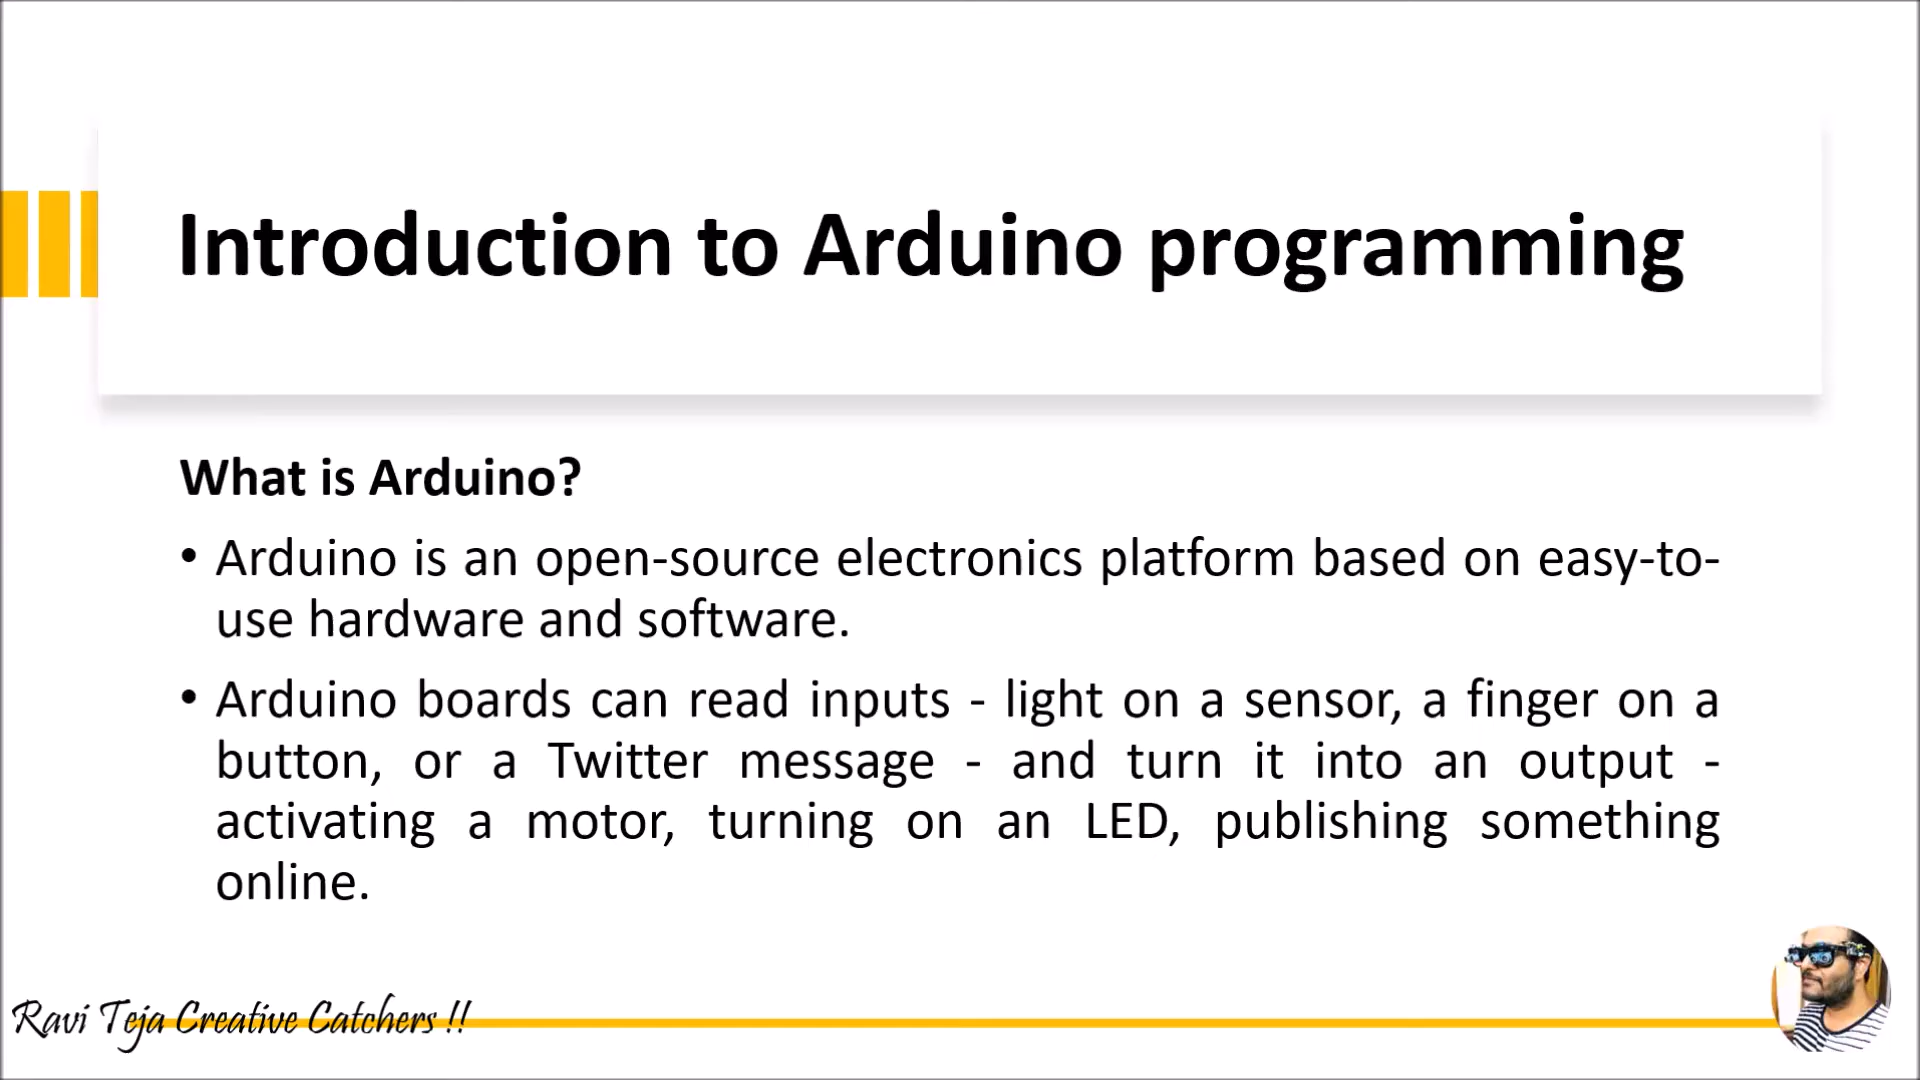 Introduction to Arduino programming
What is Arduino?
• Arduino is an open-source electronics platform based on easy-to-
use hardware and software.
• Arduino boards can read inputs - light on a sensor, a finger on a
button, or a Twitter message - and turn it into an output -
activating a motor, turning on an LED, publishing something
online.
Ravi Teja Creative Catchers !!